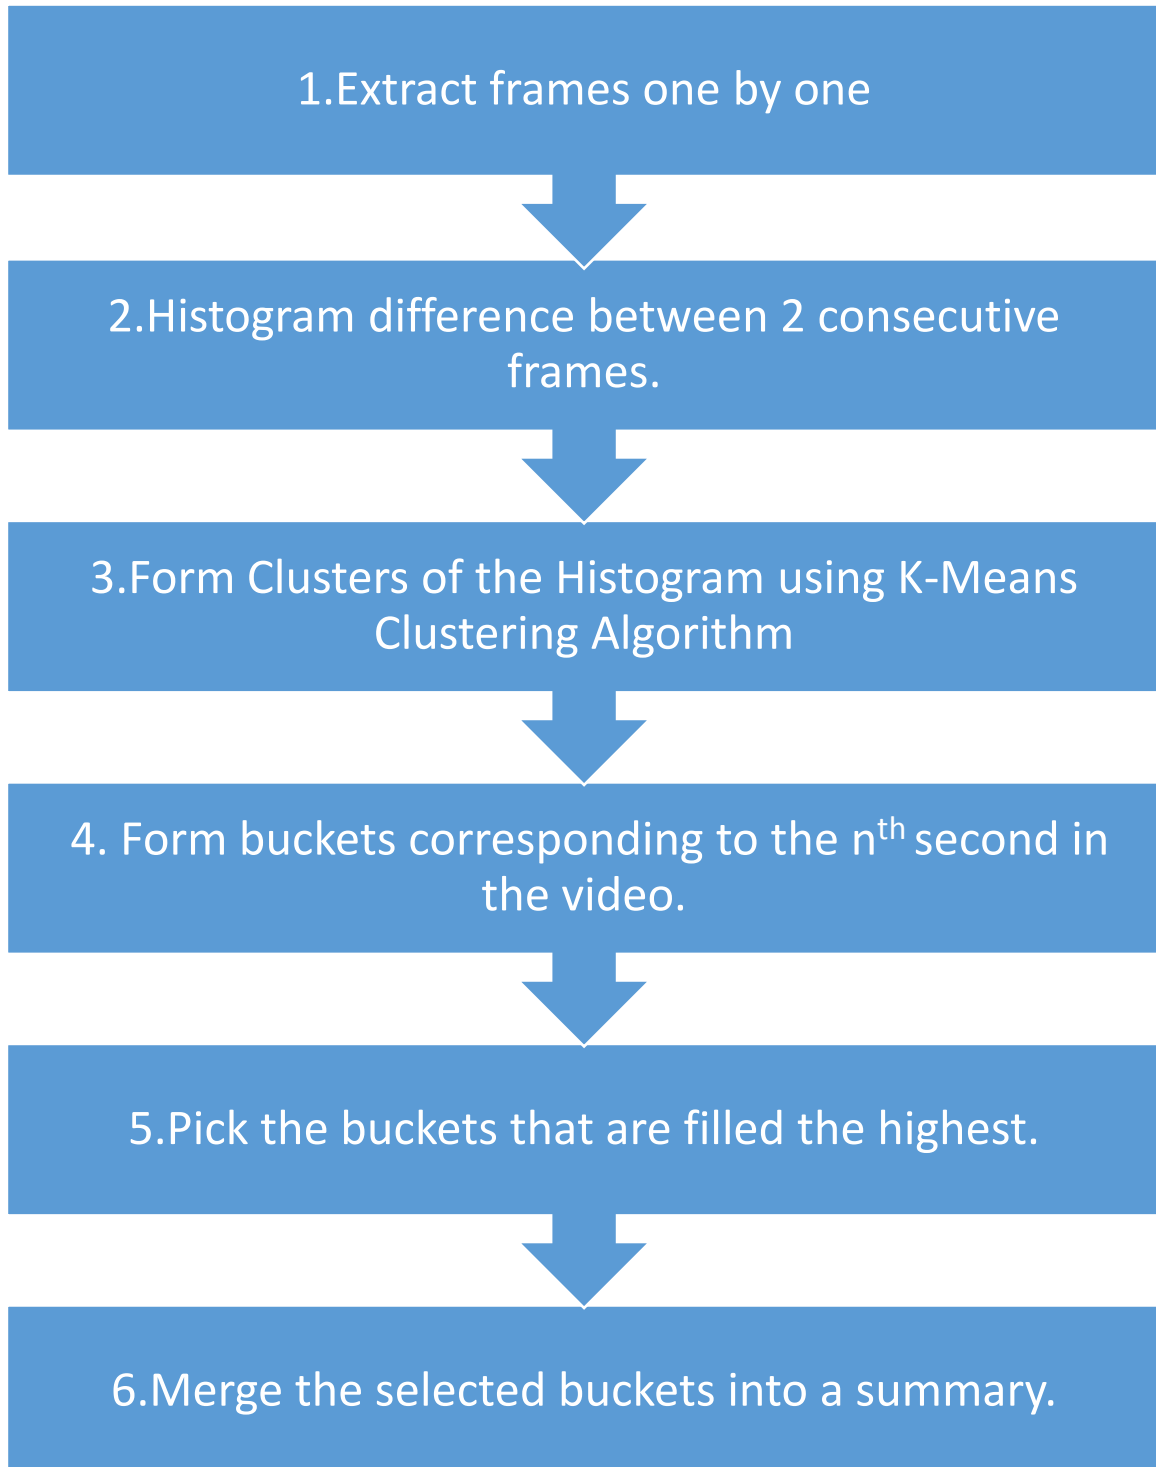 1.Extract frames one by one
2.Histogram difference between 2 consecutive
frames.
3.Form Clusters of the Histogram using K-Means
Clustering Algorithm
4. Form buckets corresponding to the nth second in
the video.
5.Pick the buckets that are filled the highest.
6.Merge the selected buckets into a summary.